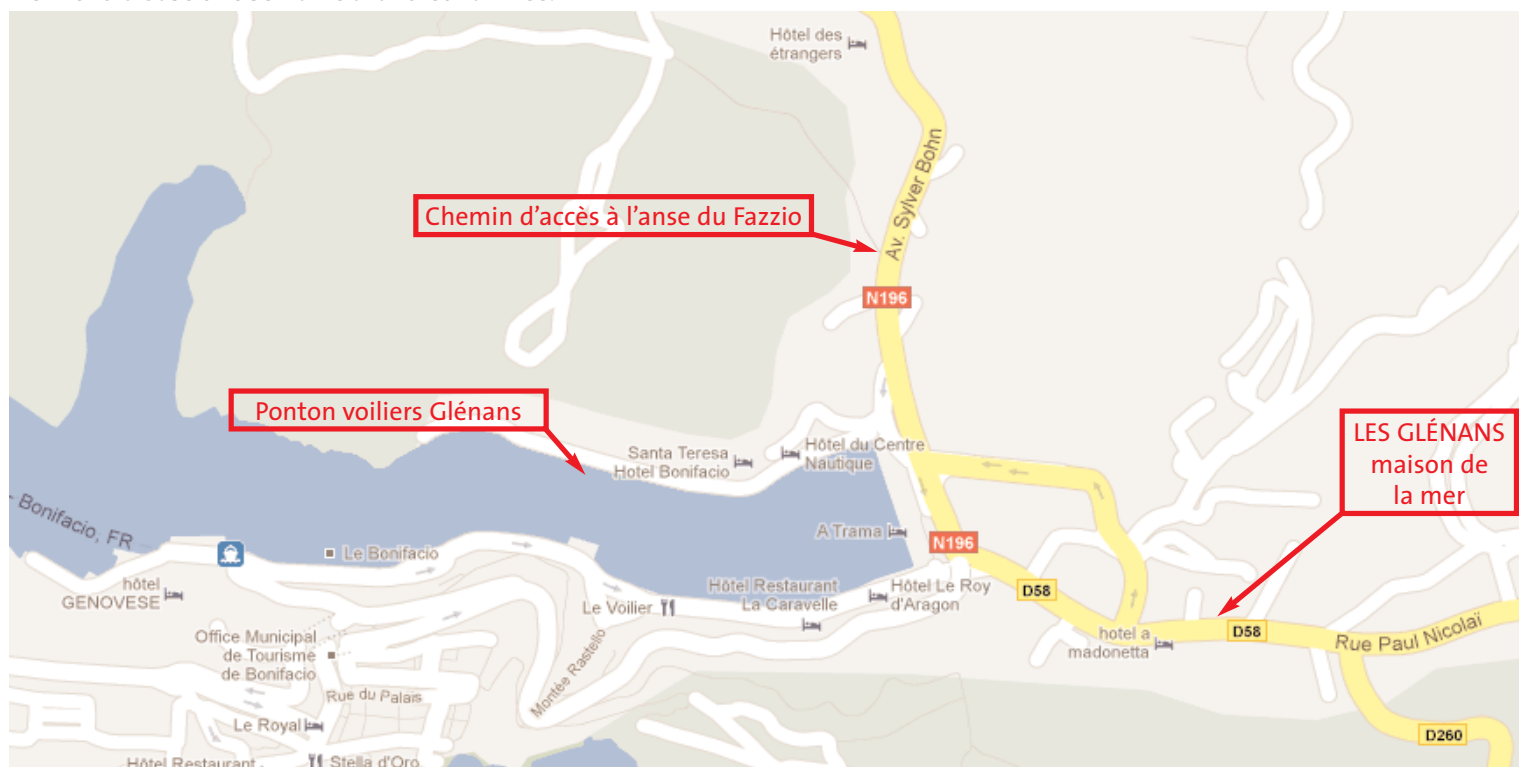 Hôtel des
étrangers
Av. Sylver Bohn
Chemin d'accès à l'anse du Fazzio
N196
Ponton voiliers Glénans
LES GLÉNANS
maison de
la mer
Santa Teresa
Hotel Bonifacio
Hôtel du Centre
Nautique
- Bonifacio, FR
A Trama
N196
Le Bonifacio
hôtel
GENOVESE
Hôtel Restaurant
La Caravelle
Hôtel Le Roy
d'Aragon
D58
Le Voilier
hotel a
madonetta
D58
Rue Paul Nicolaï
Office Municipal
de Tourisme
de Bonifacio
Montée Rastello
Rue du Palais
Le Royal
D260
Hôtel Restaurant
Stella d'Oro